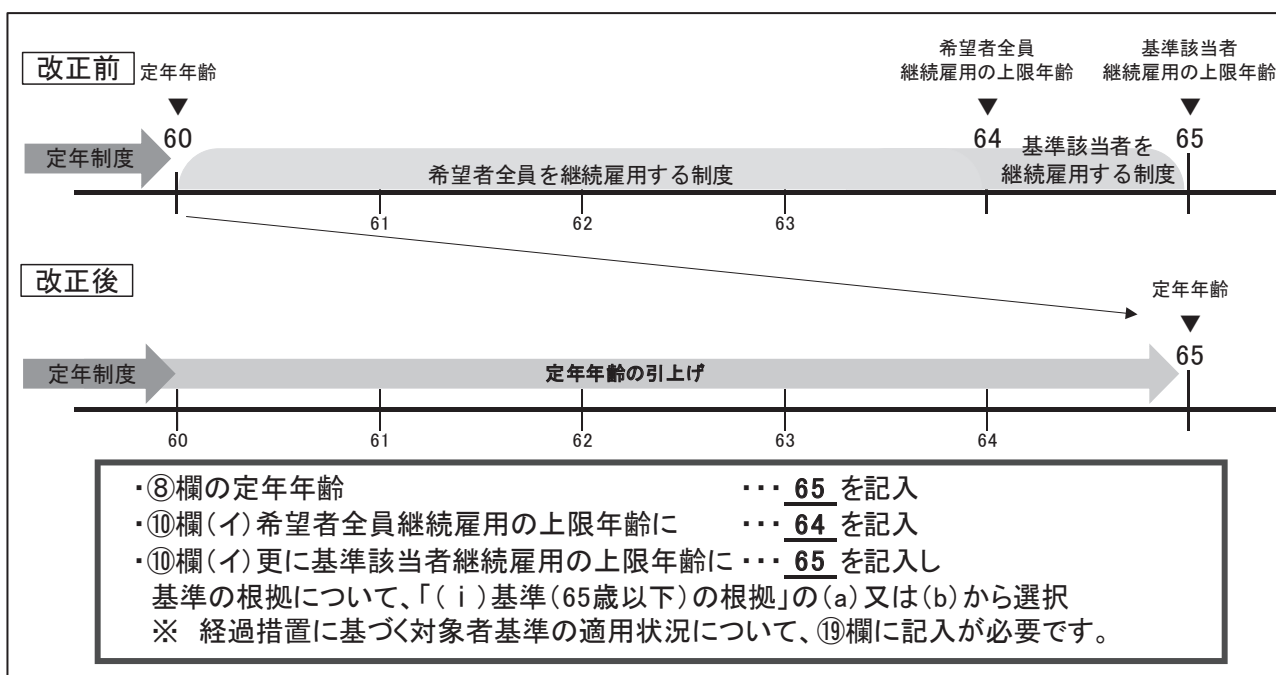 改正前
定年年齢
▼
60
希望者全員
継続雇用の上限年齢
▼
64
基準該当者
継続雇用の上限年齢
▼
65
定年制度
希望者全員を継続雇用する制度
基準該当者を
継続雇用する制度
61
62
63
改正後
定年年齢
▼
65
定年制度
定年年齢の引上げ
60
61
62
63
64
・⑧欄の定年年齢 ・・・ 65 を記入
・⑩欄(イ)希望者全員継続雇用の上限年齢に ・・・ 64 を記入
・⑩欄(イ)更に基準該当者継続雇用の上限年齢に・・・ 65 を記入し
基準の根拠について、「(ⅰ)基準(65歳以下)の根拠」の(a)又は(b)から選択
※ 経過措置に基づく対象者基準の適用状況について、⑲欄に記入が必要です。